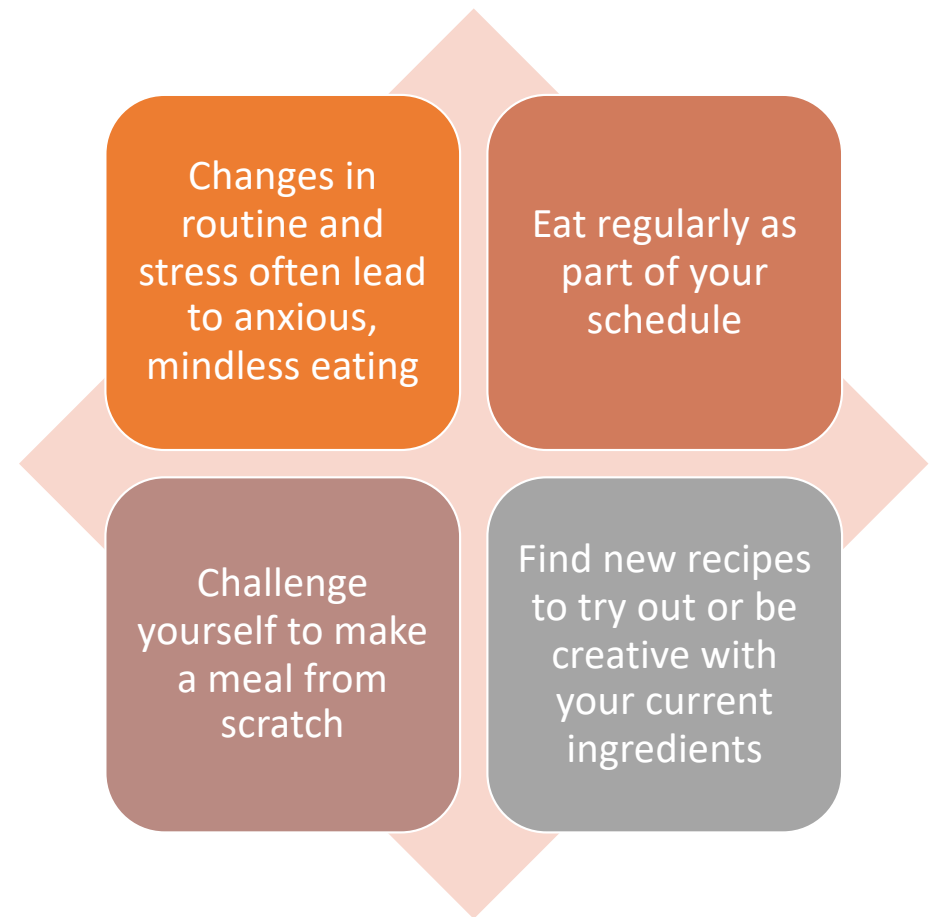 Changes in
routine and
stress often lead
to anxious,
mindless eating
Eat regularly as
part of your
schedule
Challenge
yourself to make
a meal from
scratch
Find new recipes
to try out or be
creative with
your current
ingredients